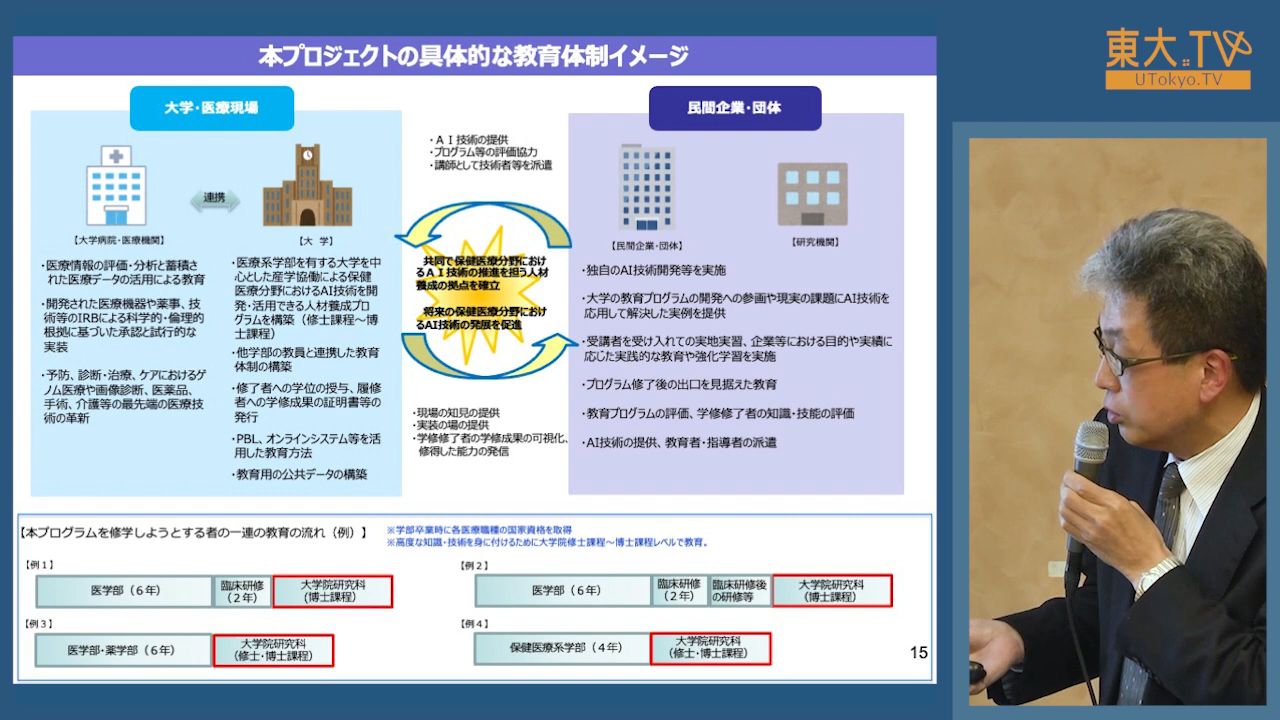 本プロジェクトの具体的な教育体制イメージ
東大.TV
UTokyo.TV
大学・医療現場
民間企業・団体
・ＡＩ技術の提供
・プログラム等の評価協力
・講師として技術者等を派遣
連携
【大学病院・医療機関】
【大 学】
【民間企業・団体】
【研究機関】
・医療情報の評価・分析と蓄積さ
れた医療データの活用による教育
・開発された医療機器や薬事、技
術等のIRBによる科学的・倫理的
根拠に基づいた承認と試行的な
実装
・予防、診断・治療、ケアにおけるゲ
ノム医療や画像診断、医薬品、
手術、介護等の最先端の医療技
術の革新
・医療系学部を有する大学を中
心とした産学協働による保健
医療分野におけるAI技術を開
発・活用できる人材養成プロ
グラムを構築（修士課程～博
士課程）
・他学部の教員と連携した教育
体制の構築
・修了者への学位の授与、履修
者への学修成果の証明書等の
発行
・PBL、オンラインシステム等を活
用した教育方法
・教育用の公共データの構築
共同で保健医療分野におけ
るＡＩ技術の推進を担う人材
養成の拠点を確立
将来の保健医療分野におけ
るAI技術の発展を促進
・現場の知見の提供
・実装の場の提供
・学修修了者の学修成果の可視化、
修得した能力の発信
・独自のAI技術開発等を実施
・大学の教育プログラムの開発への参画や現実の課題にAI技術を
応用して解決した実例を提供
・受講者を受け入れての実地実習、企業等における目的や実績に
応じた実践的な教育や強化学習を実施
・プログラム修了後の出口を見据えた教育
・教育プログラムの評価、学修修了者の知識・技能の評価
・AI技術の提供、教育者・指導者の派遣
【本プログラムを修学しようとする者の一連の教育の流れ（例）】
※学部卒業時に各医療職種の国家資格を取得
※高度な知識・技術を身に付けるために大学院修士課程～博士課程レベルで教育。
【例１】
医学部（６年）
臨床研修
（２年）
大学院研究科
（博士課程）
【例２】
医学部（６年）
臨床研修
（２年）
臨床研修後
の研修等
大学院研究科
（博士課程）
【例３】
医学部・薬学部（６年）
大学院研究科
（修士・博士課程）
【例４】
保健医療系学部（４年）
大学院研究科
（修士・博士課程）
15